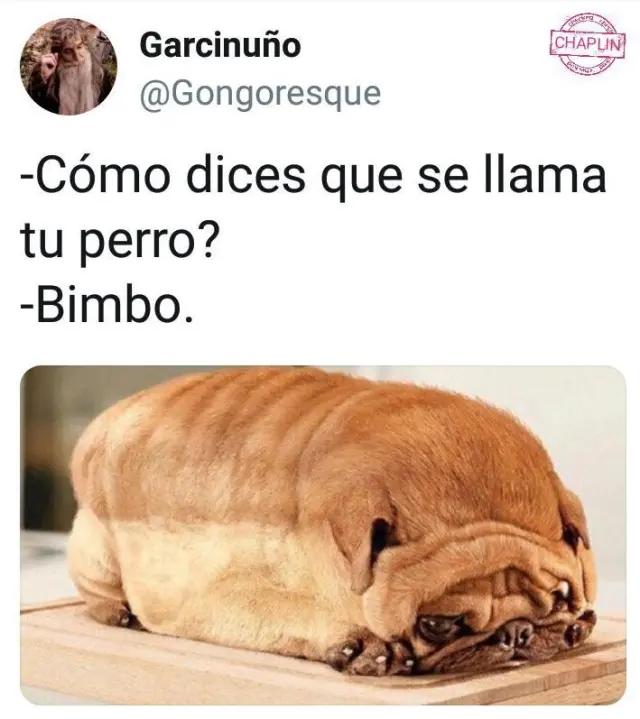 Garcinuño
@Gongoresque
CHAPLIN
-Cómo dices que se llama
tu perro?
-Bimbo.